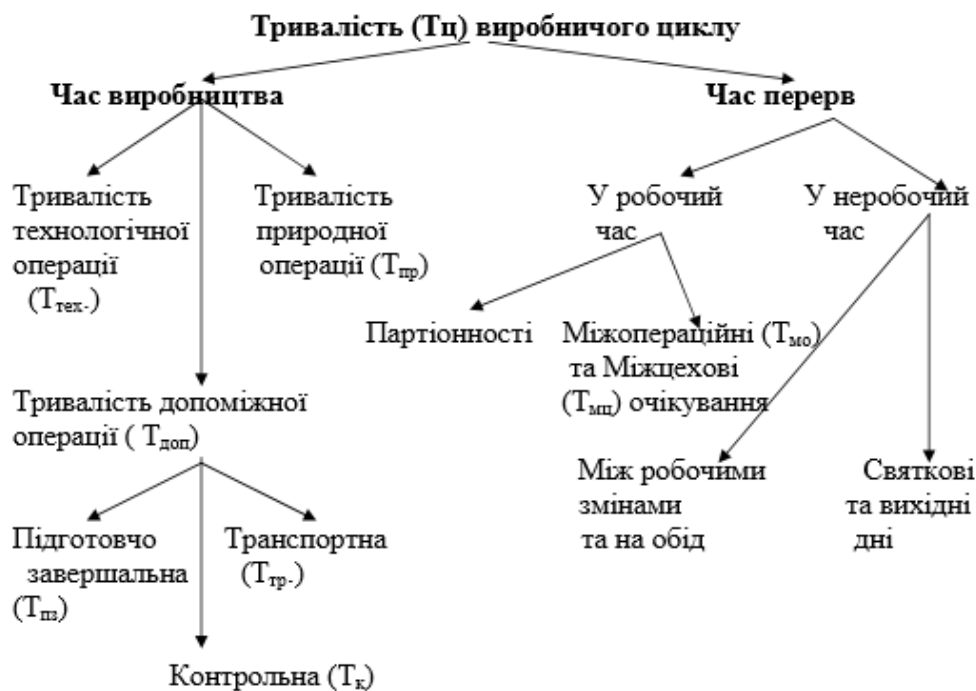 Тривалість (Тц) виробничого циклу
Час виробництва
Час перерв
Тривалість
технологічної
операції
(Ттех.)
Тривалість
природної
операції (Тпр)
У робочий
час
У неробочий
час
Партіонності
Міжопераційні (Тмо)
та Міжцехові
(Тмц) очікування
Тривалість допоміжної
операції ( Тдоп)
Між робочими
змінами
та на обід
Святкові
та вихідні
дні
Підготовчо
завершальна
(Тпз)
Транспортна
(Ттр.)
Контрольна (Тк)